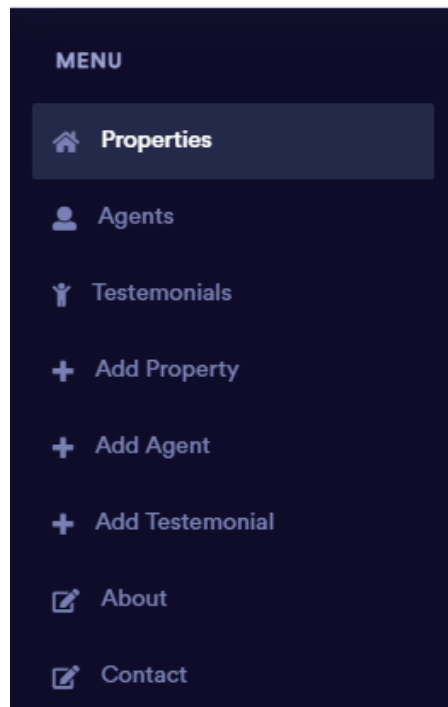 MENU
Properties
Agents
Testemonials
Add Property
Add Agent
Add Testemonial
About
Contact